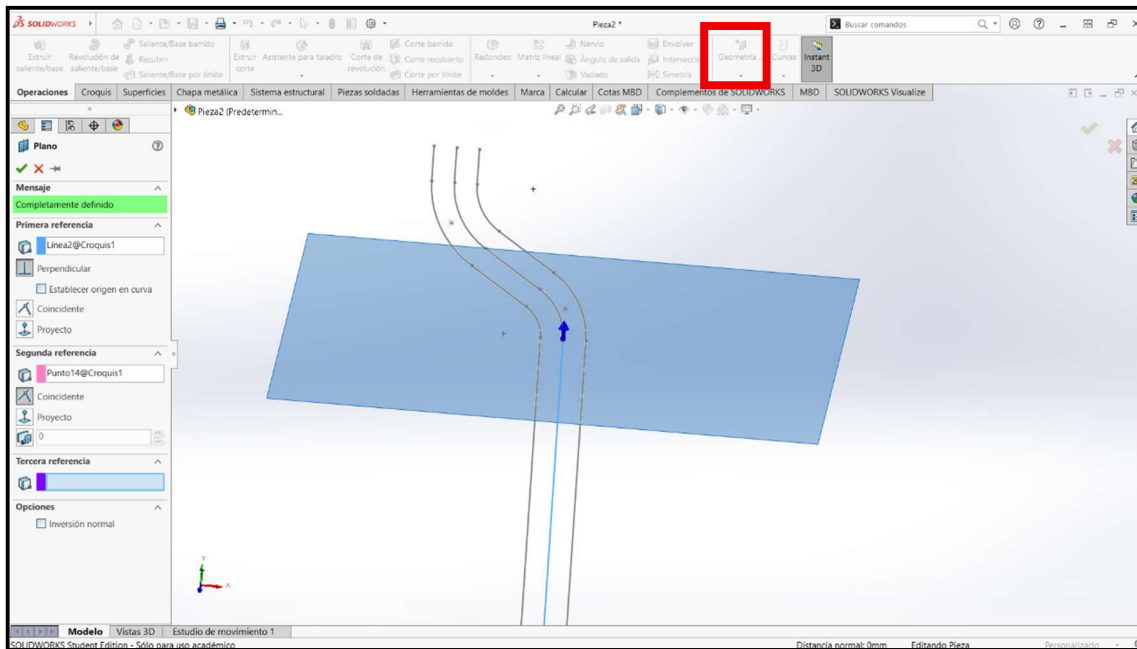 SOLIDWORKS
Pieza2 *
Buscar comandos
Extruir saliente/base
Revolución de saliente/base
Saliente/Base barrido
Recubrir
Saliente/Base por límite
Extruir corte
Asistente para taladro
Corte de revolución
Corte barrido
Corte recubierto
Corte por límite
Redondeo
Matriz lineal
Nervio
Ángulo de salida
Vaciado
Envolver
Intersecc
Simetría
Geometría ...
Curvas
Instant 3D
Operaciones
Croquis
Superficies
Chapa metálica
Sistema estructural
Piezas soldadas
Herramientas de moldes
Marca
Calcular
Cotas MBD
Complementos de SOLIDWORKS
MBD
SOLIDWORKS Visualize
Pieza2 (Predetermin...
Plano
Mensaje
Completamente definido
Primera referencia
Línea2@Croquis1
Perpendicular
Establecer origen en curva
Coincidente
Proyecto
Segunda referencia
Punto14@Croquis1
Coincidente
Proyecto
0
Tercera referencia
Opciones
Inversión normal
Y
X
Modelo
Vistas 3D
Estudio de movimiento 1
SOLIDWORKS Student Edition - Sólo para uso académico
Distancia normal: 0mm
Editando Pieza
Personalizado